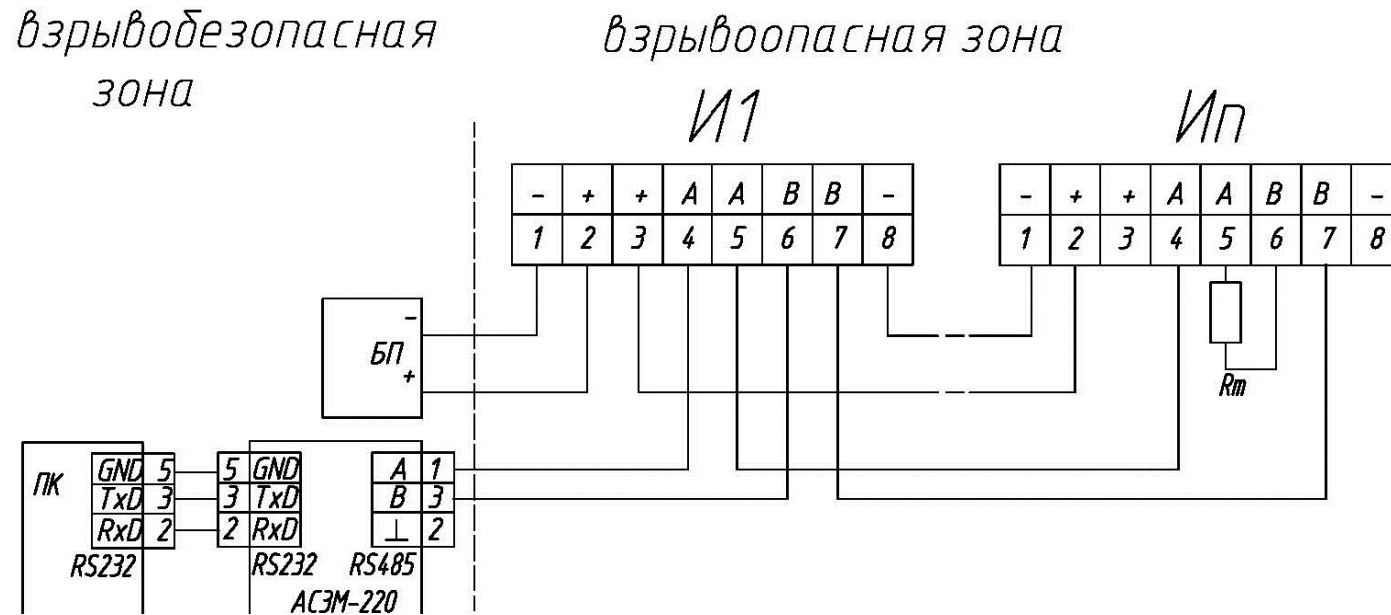 взрывобезопасная
зона
взрывоопасная зона
И1
Ип
- + + A A B B -
1 2 3 4 5 6 7 8
- + + A A B B -
1 2 3 4 5 6 7 8
-
БП
+
Rт
ПК
GND 5
TxD 3
RxD 2
RS232
5 GND
3 TxD
2 RxD
RS232
A 1
B 3
⊥ 2
RS485
АСЭМ-220